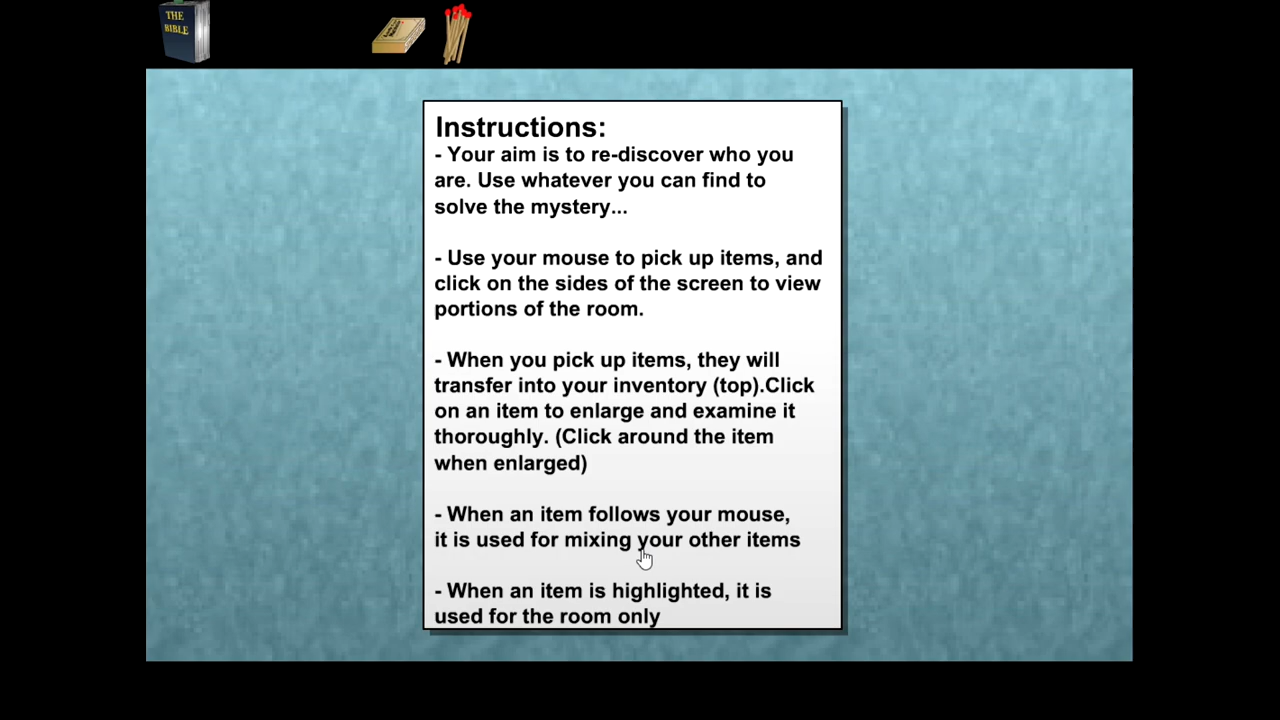 THE
BIBLE
Instructions:
- Your aim is to re-discover who you
are. Use whatever you can find to
solve the mystery...
- Use your mouse to pick up items, and
click on the sides of the screen to view
portions of the room.
- When you pick up items, they will
transfer into your inventory (top).Click
on an item to enlarge and examine it
thoroughly. (Click around the item
when enlarged)
- When an item follows your mouse,
it is used for mixing your other items
- When an item is highlighted, it is
used for the room only